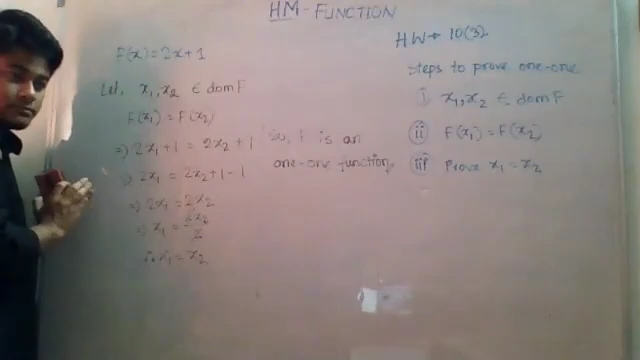 HM - FUNCTION
F(x) = 2x + 1
Let, x₁, x₂ ∈ dom F
F(x₁) = F(x₂)
⇒) 2x₁ + 1 = 2x₂ + 1
⇒) 2x₁ = 2x₂ + 1 - 1
⇒) 2x₁ = 2x₂
⇒) x₁ = 2x₂/2
∴ x₁ = x₂
So, F is an
one-one function
HW → 10(3)
Steps to prove one-one
i) x₁, x₂ ∈ dom F
ii) F(x₁) = F(x₂)
iii) Prove x₁ = x₂